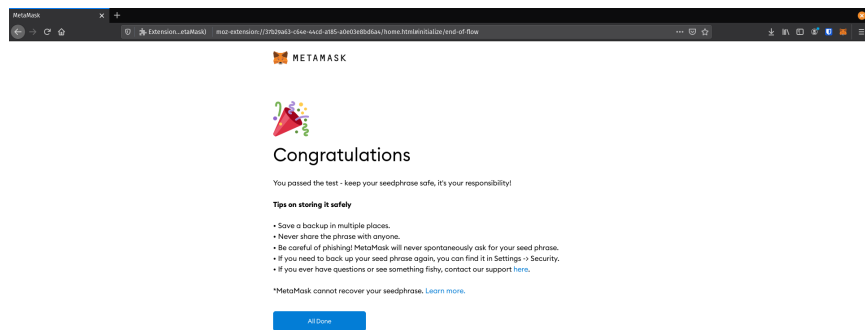 MetaMask
Extension...etaMask) moz-extension://37b29a63-c64e-44cd-a185-a0e03e8bd6a4/home.html#initialize/end-of-flow
METAMASK
Congratulations
You passed the test - keep your seedphrase safe, it's your responsibility!
Tips on storing it safely
• Save a backup in multiple places.
• Never share the phrase with anyone.
• Be careful of phishing! MetaMask will never spontaneously ask for your seed phrase.
• If you need to back up your seed phrase again, you can find it in Settings -> Security.
• If you ever have questions or see something fishy, contact our support here.
*MetaMask cannot recover your seedphrase. Learn more.
All Done